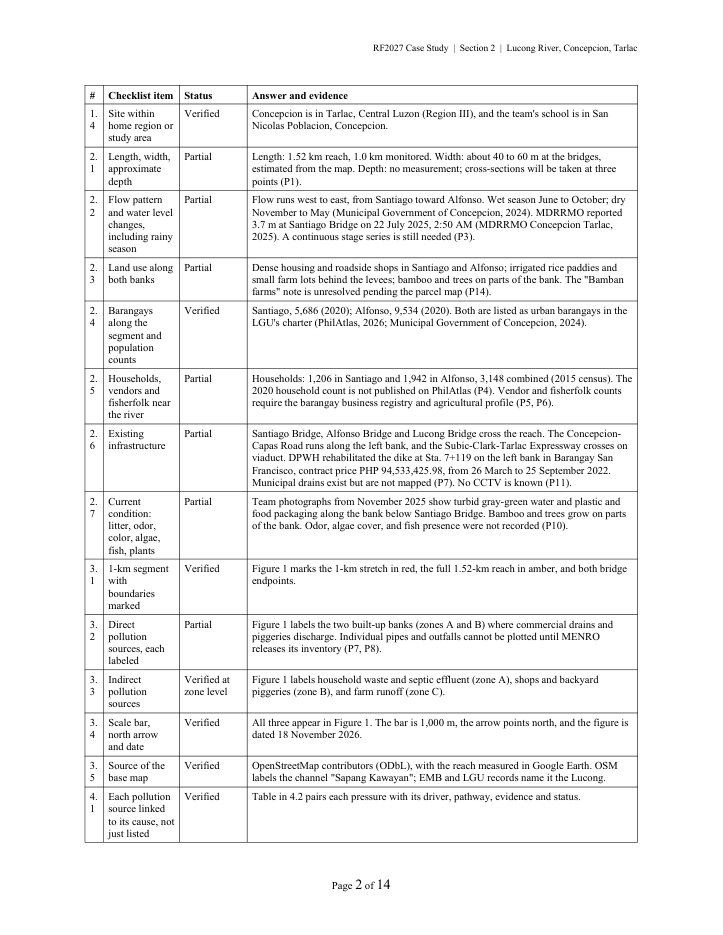 RF2027 Case Study | Section 2 | Lucong River, Concepcion, Tarlac
# Checklist item Status Answer and evidence
1. Site within Verified Concepcion is in Tarlac, Central Luzon (Region III), and the team's school is in San
4 home region or Nicolas Poblacion, Concepcion.
study area
2. Length, width, Partial Length: 1.52 km reach, 1.0 km monitored. Width: about 40 to 60 m at the bridges,
1 approximate estimated from the map. Depth: no measurement; cross-sections will be taken at three
depth points (P1).
2. Flow pattern Partial Flow runs west to east, from Santiago toward Alfonso. Wet season June to October; dry
2 and water level November to May (Municipal Government of Concepcion, 2024). MDRRMO reported
changes, 3.7 m at Santiago Bridge on 22 July 2025, 2:50 AM (MDRRMO Concepcion Tarlac,
including rainy 2025). A continuous stage series is still needed (P3).
season
2. Land use along Partial Dense housing and roadside shops in Santiago and Alfonso; irrigated rice paddies and
3 both banks small farm lots behind the levees; bamboo and trees on parts of the bank. The "Bamban
farms" note is unresolved pending the parcel map (P14).
2. Barangays Verified Santiago, 5,686 (2020); Alfonso, 9,534 (2020). Both are listed as urban barangays in the
4 along the LGU's charter (PhilAtlas, 2026; Municipal Government of Concepcion, 2024).
segment and
population
counts
2. Households, Partial Households: 1,206 in Santiago and 1,942 in Alfonso, 3,148 combined (2015 census). The
5 vendors and 2020 household count is not published on PhilAtlas (P4). Vendor and fisherfolk counts
fisherfolk near require the barangay business registry and agricultural profile (P5, P6).
the river
2. Existing Partial Santiago Bridge, Alfonso Bridge and Lucong Bridge cross the reach. The Concepcion-
6 infrastructure Capas Road runs along the left bank, and the Subic-Clark-Tarlac Expressway crosses on
viaduct. DPWH rehabilitated the dike at Sta. 7+119 on the left bank in Barangay San
Francisco, contract price PHP 94,533,425.98, from 26 March to 25 September 2022.
Municipal drains exist but are not mapped (P7). No CCTV is known (P11).
2. Current Partial Team photographs from November 2025 show turbid gray-green water and plastic and
7 condition: food packaging along the bank below Santiago Bridge. Bamboo and trees grow on parts
litter, odor, of the bank. Odor, algae cover, and fish presence were not recorded (P10).
color, algae,
fish, plants
3. 1-km segment Verified Figure 1 marks the 1-km stretch in red, the full 1.52-km reach in amber, and both bridge
1 with endpoints.
boundaries
marked
3. Direct Partial Figure 1 labels the two built-up banks (zones A and B) where commercial drains and
2 pollution piggeries discharge. Individual pipes and outfalls cannot be plotted until MENRO
sources, each releases its inventory (P7, P8).
labeled
3. Indirect Verified at Figure 1 labels household waste and septic effluent (zone A), shops and backyard
3 pollution zone level piggeries (zone B), and farm runoff (zone C).
sources
3. Scale bar, Verified All three appear in Figure 1. The bar is 1,000 m, the arrow points north, and the figure is
4 north arrow dated 18 November 2026.
and date
3. Source of the Verified OpenStreetMap contributors (ODbL), with the reach measured in Google Earth. OSM
5 base map labels the channel "Sapang Kawayan"; EMB and LGU records name it the Lucong.
4. Each pollution Verified Table in 4.2 pairs each pressure with its driver, pathway, evidence and status.
1 source linked
to its cause, not
just listed
Page 2 of 14